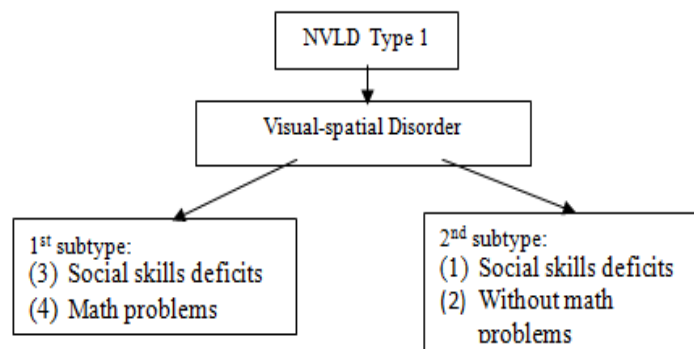 NVLD Type 1
Visual-spatial Disorder
1st subtype:
(3) Social skills deficits
(4) Math problems
2nd subtype:
(1) Social skills deficits
(2) Without math
problems